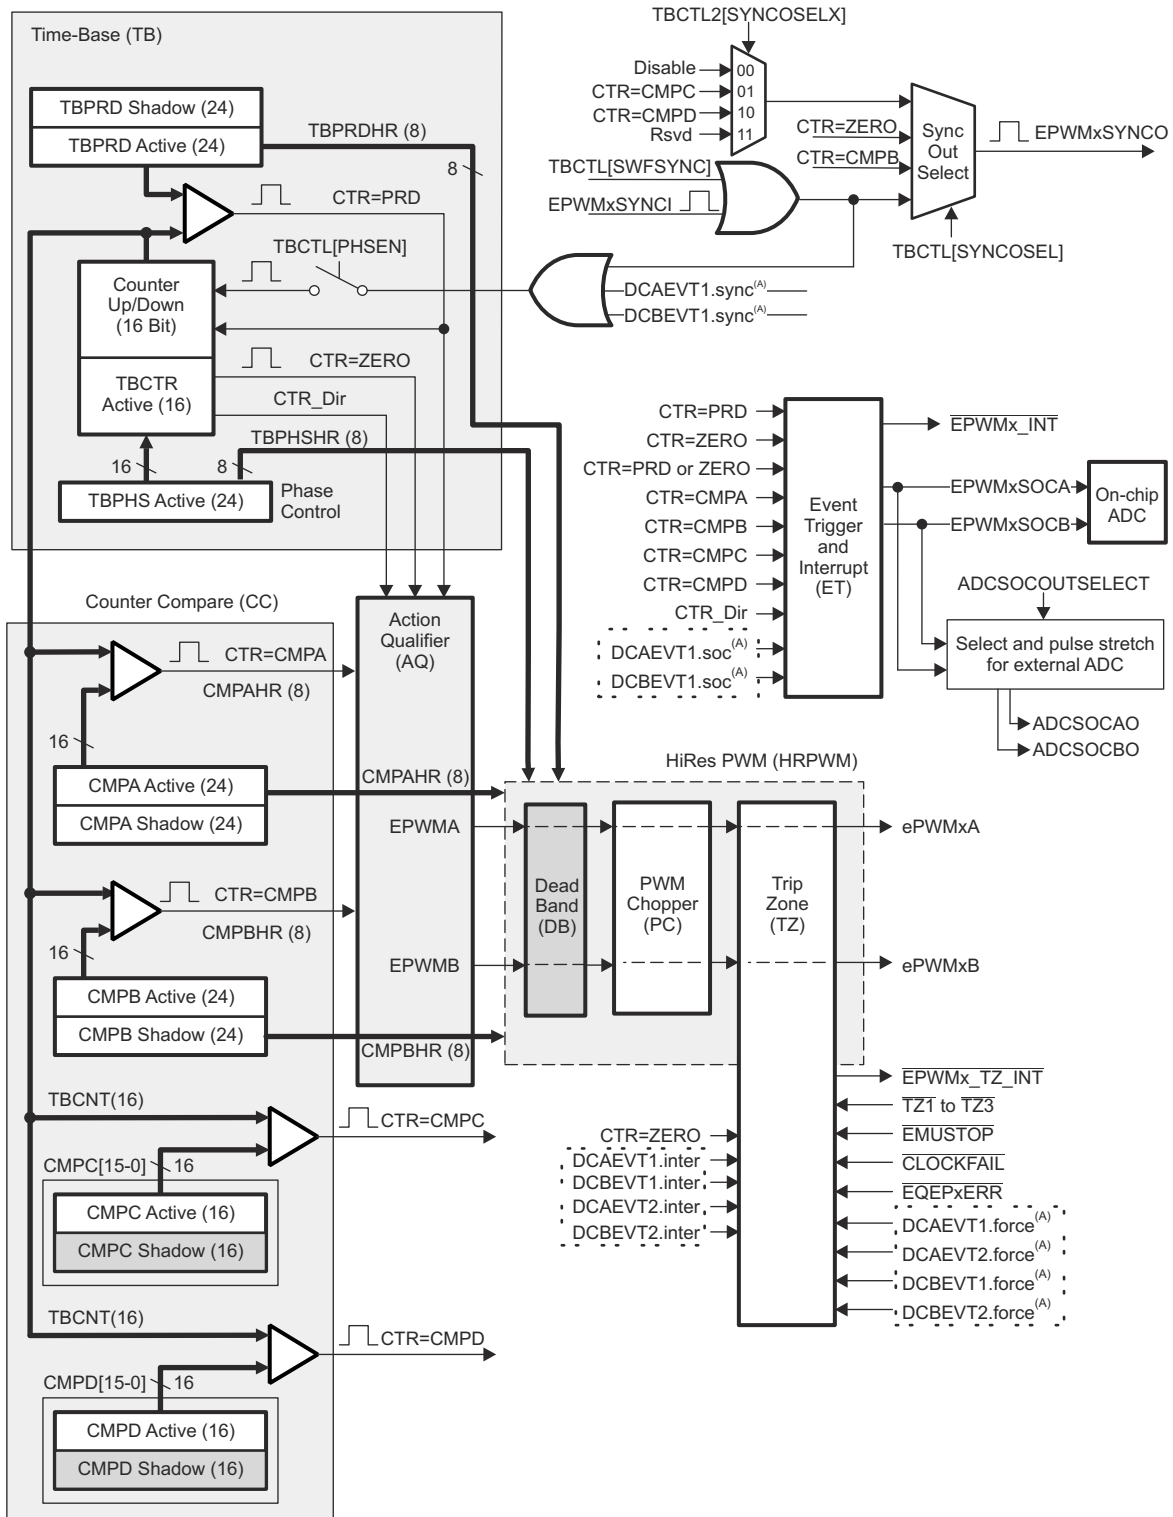 Time-Base (TB)
TBPRD Shadow (24)
TBPRD Active (24)
TBPRDHR (8)
8
CTR=PRD
TBCTL[PHSEN]
Counter
Up/Down
(16 Bit)
CTR=ZERO
TBCTR
Active (16)
CTR_Dir
TBPHSHR (8)
16
8
TBPHS Active (24)
Phase
Control
TBCTL2[SYNCOSELX]
Disable
00
CTR=CMPC
01
CTR=CMPD
10
Rsvd
11
CTR=ZERO
CTR=CMPB
Sync
Out
Select
EPWMxSYNCO
TBCTL[SWFSYNC]
EPWMxSYNCI
TBCTL[SYNCOSEL]
DCAEVT1.sync(A)
DCBEVT1.sync(A)
CTR=PRD
CTR=ZERO
CTR=PRD or ZERO
CTR=CMPA
CTR=CMPB
CTR=CMPC
CTR=CMPD
CTR_Dir
DCAEVT1.soc(A)
DCBEVT1.soc(A)
Event
Trigger
and
Interrupt
(ET)
EPWMx_INT
EPWMxSOCA
EPWMxSOCB
On-chip
ADC
ADCSOCOUTSELECT
Select and pulse stretch
for external ADC
ADCSOCAO
ADCSOCBO
Counter Compare (CC)
CTR=CMPA
CMPAHR (8)
16
CMPA Active (24)
CMPA Shadow (24)
CTR=CMPB
CMPBHR (8)
16
CMPB Active (24)
CMPB Shadow (24)
TBCNT(16)
CTR=CMPC
CMPC[15-0]
16
CMPC Active (16)
CMPC Shadow (16)
TBCNT(16)
CTR=CMPD
CMPD[15-0]
16
CMPD Active (16)
CMPD Shadow (16)
Action
Qualifier
(AQ)
CMPAHR (8)
EPWMA
EPWMB
CMPBHR (8)
HiRes PWM (HRPWM)
Dead
Band
(DB)
PWM
Chopper
(PC)
Trip
Zone
(TZ)
ePWMxA
ePWMxB
EPWMx_TZ_INT
TZ1 to TZ3
EMUSTOP
CLOCKFAIL
EQEPxERR
DCAEVT1.force(A)
DCAEVT2.force(A)
DCBEVT1.force(A)
DCBEVT2.force(A)
CTR=ZERO
DCAEVT1.inter
DCBEVT1.inter
DCAEVT2.inter
DCBEVT2.inter